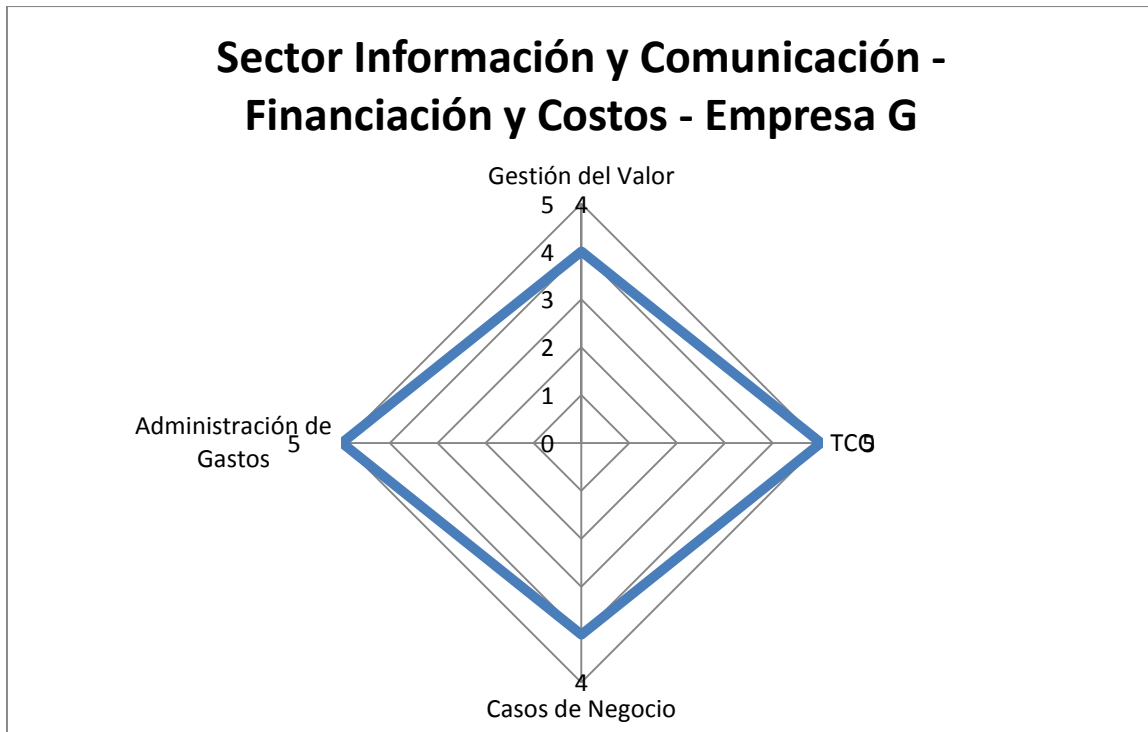 Sector Información y Comunicación -
Financiación y Costos - Empresa G
Gestión del Valor
5 4
4
3
2
1
0
Administración de
Gastos
5
TCO
5
4
Casos de Negocio